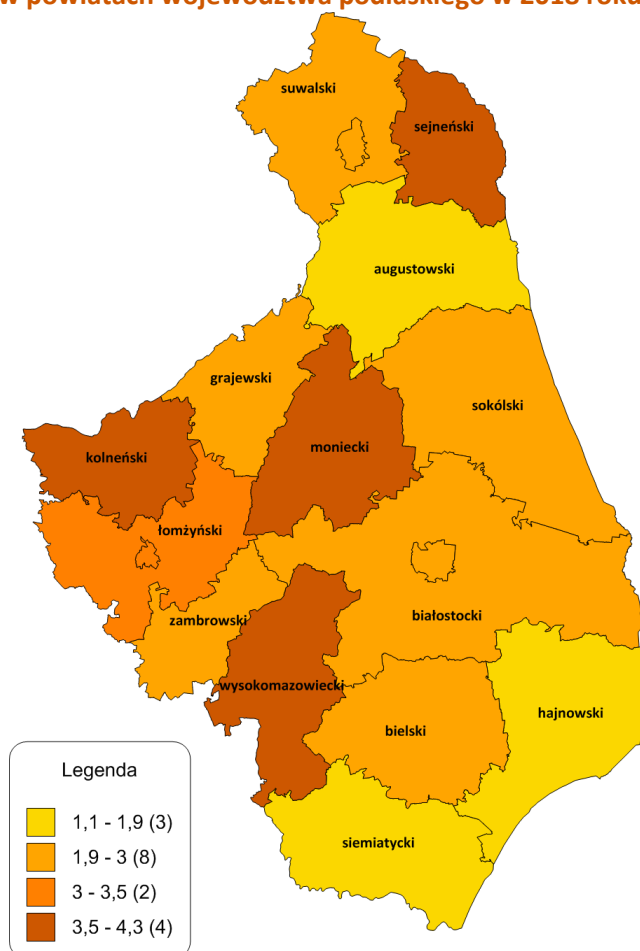 w powiatach województwa podlaskiego w 2018 roku
suwalski
sejneński
augustowski
grajewski
sokólski
moniecki
kolneński
łomżyński
białostocki
zambrowski
wysokomazowiecki
hajnowski
bielski
siemiatycki
Legenda
1,1 - 1,9 (3)
1,9 - 3 (8)
3 - 3,5 (2)
3,5 - 4,3 (4)